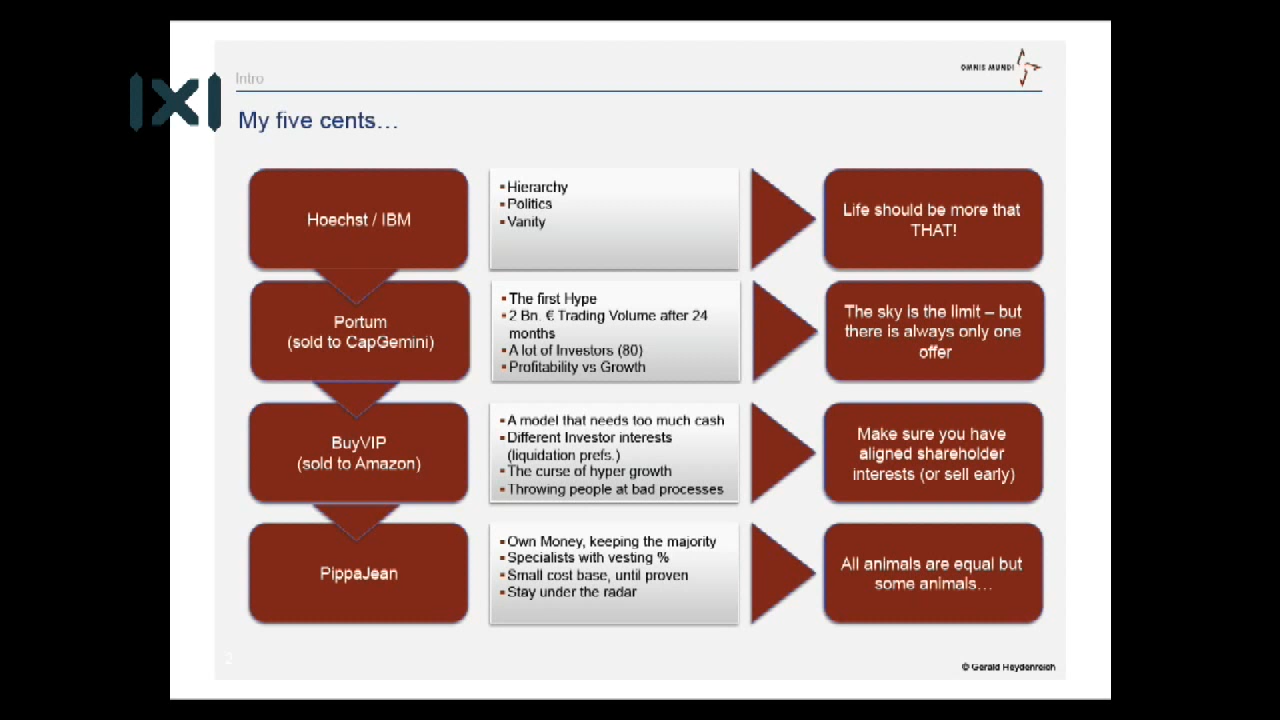 OMNIS MUNDI
Intro
|X|
My five cents…
Hoechst / IBM
▪Hierarchy
▪Politics
▪Vanity
Life should be more that
THAT!
Portum
(sold to CapGemini)
▪The first Hype
▪2 Bn. € Trading Volume after 24
months
▪A lot of Investors (80)
▪Profitability vs Growth
The sky is the limit – but
there is always only one
offer
BuyVIP
(sold to Amazon)
▪A model that needs too much cash
▪Different Investor interests
(liquidation prefs.)
▪The curse of hyper growth
▪Throwing people at bad processes
Make sure you have
aligned shareholder
interests (or sell early)
PippaJean
▪Own Money, keeping the majority
▪Specialists with vesting %
▪Small cost base, until proven
▪Stay under the radar
All animals are equal but
some animals…
2
© Gerald Heydenreich